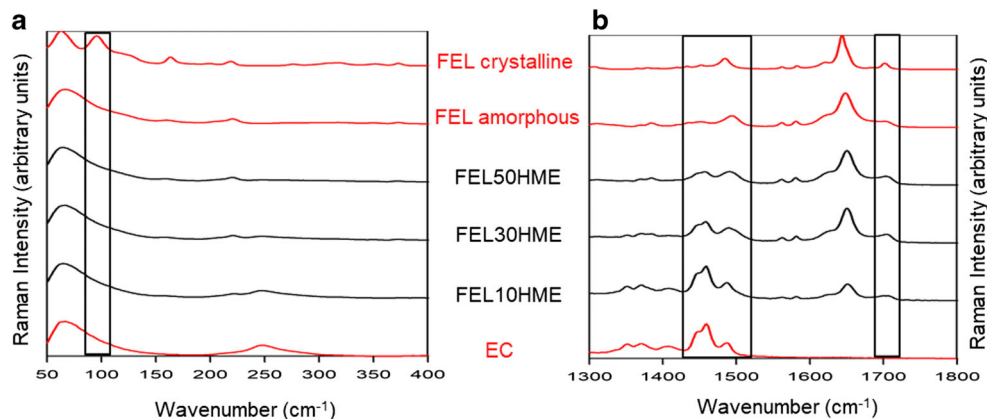 a
b
FEL crystalline
FEL amorphous
FEL50HME
FEL30HME
FEL10HME
EC
Raman Intensity (arbitrary units)
50 100 150 200 250 300 350 400
Wavenumber (cm⁻¹)
1300 1400 1500 1600 1700 1800
Wavenumber (cm⁻¹)
Raman Intensity (arbitrary units)